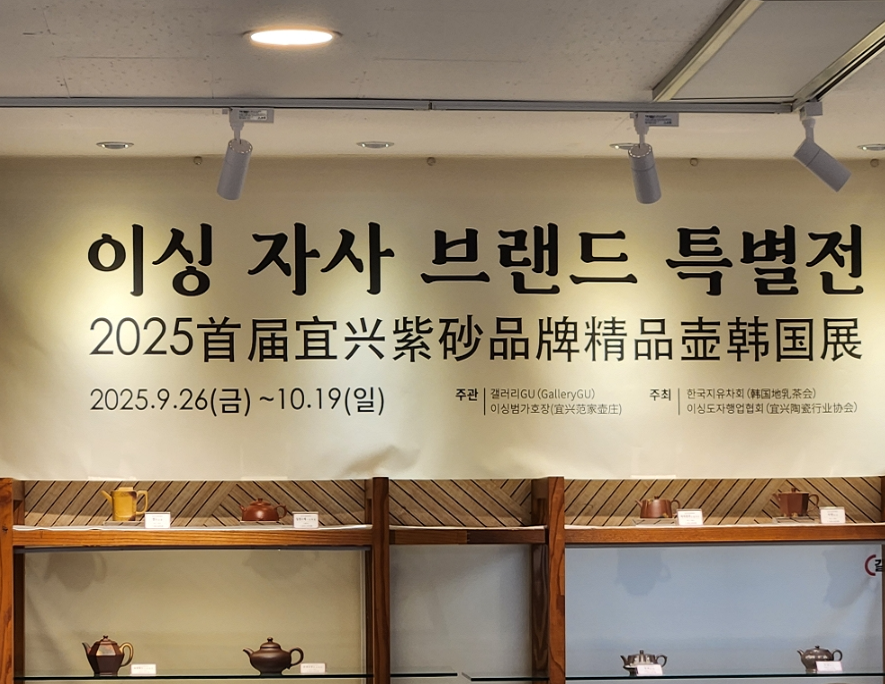 이싱 자사 브랜드 특별전
2025首届宜兴紫砂品牌精品壶韩国展
2025.9.26(금) ~10.19(일)
주관 갤러리GU (GalleryGU)
이싱범가호장(宜兴范家壶庄)
주최 한국지유차회 (韩国地乳茶会)
이싱도자행업협회 (宜兴陶瓷行业协会)